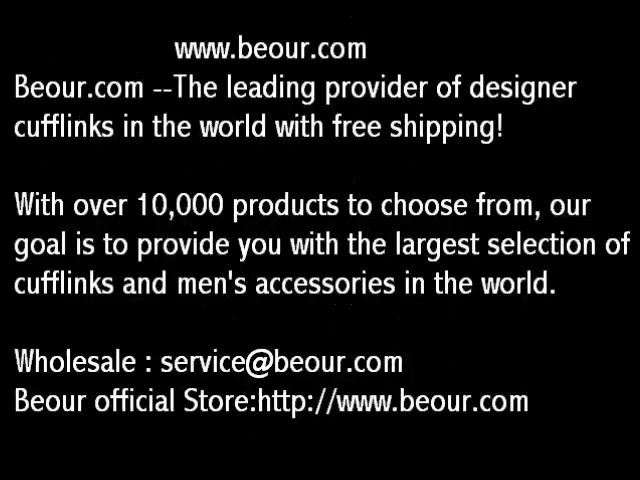 www.beour.com
Beour.com --The leading provider of designer
cufflinks in the world with free shipping!
With over 10,000 products to choose from, our
goal is to provide you with the largest selection of
cufflinks and men's accessories in the world.
Wholesale : service@beour.com
Beour official Store:http://www.beour.com